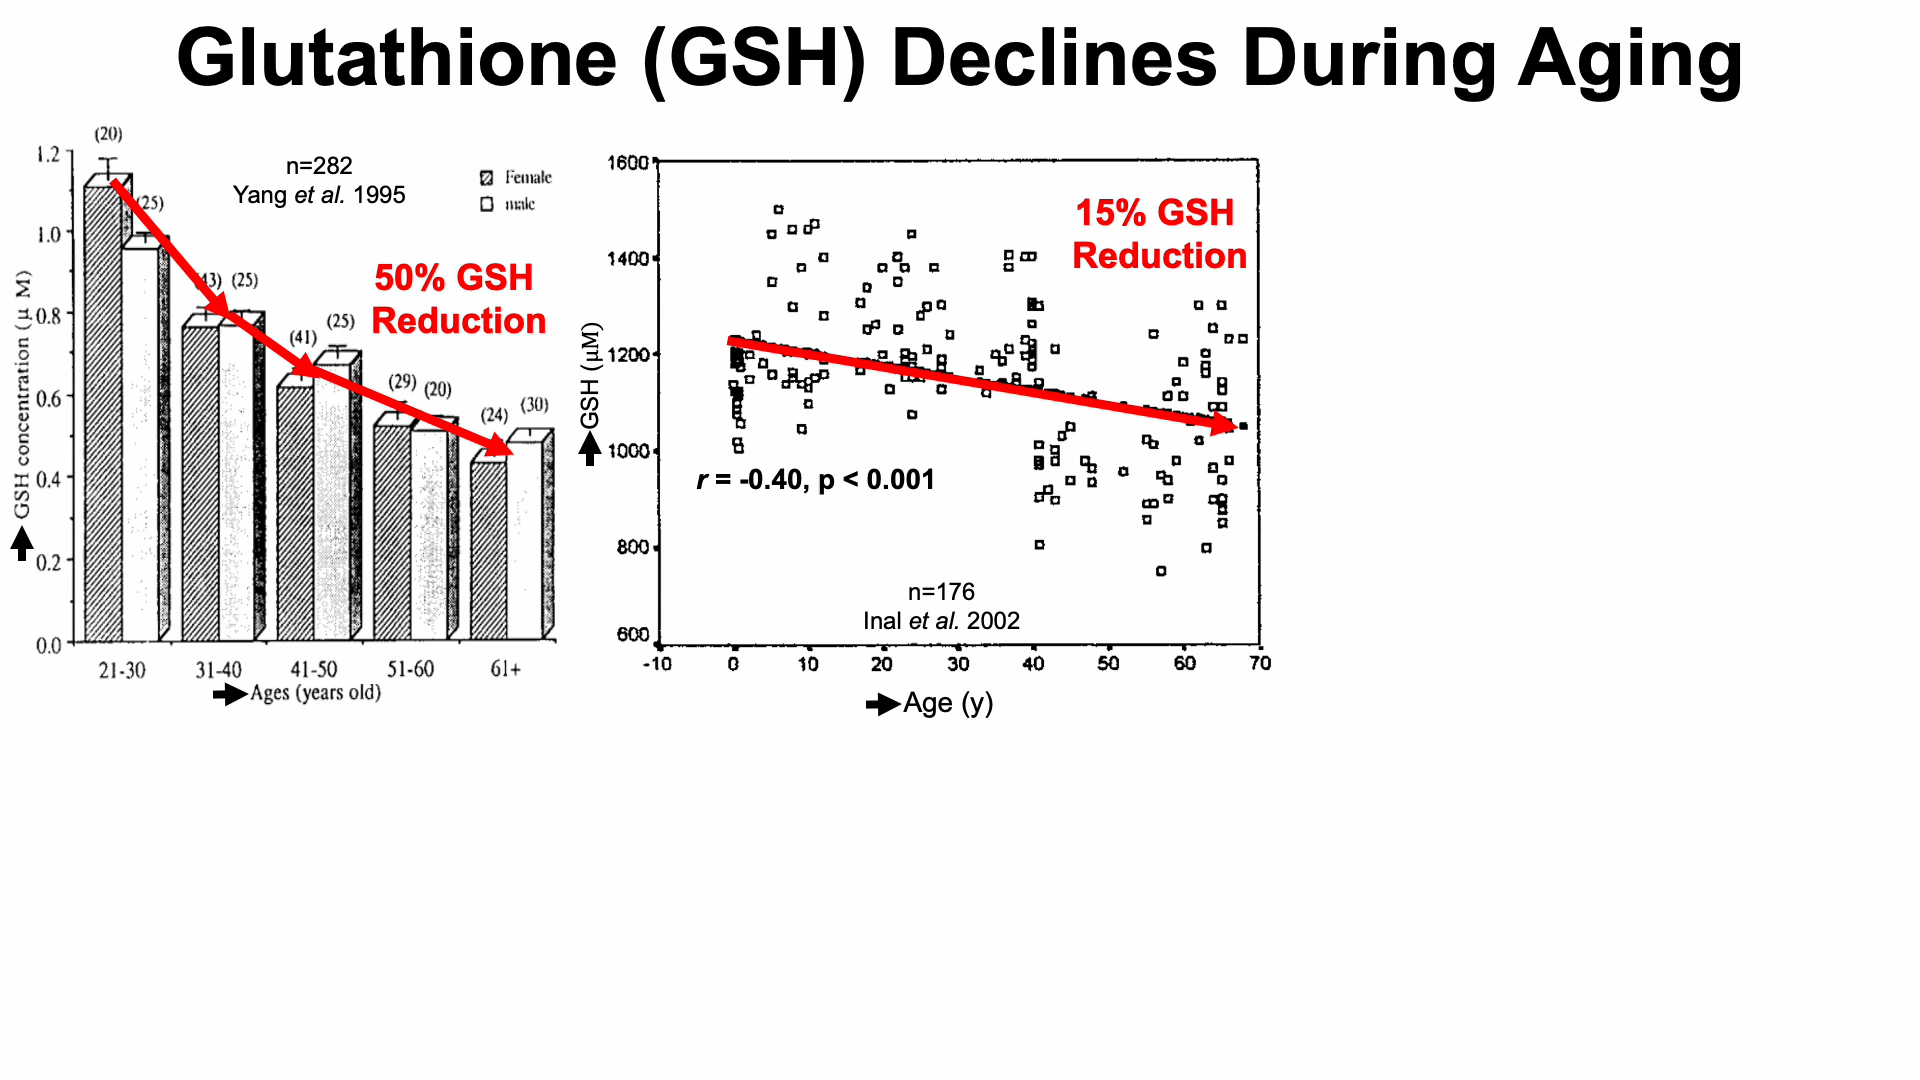 Glutathione (GSH) Declines During Aging
n=282
Yang et al. 1995
Female
male
50% GSH
Reduction
GSH concentration (μ M)
1.2
1.0
0.8
0.6
0.4
0.2
0.0
(20)
(25)
(25)
(41)
(25)
(29)
(20)
(24)
(30)
21-30
31-40
41-50
51-60
61+
Ages (years old)
15% GSH
Reduction
GSH (μM)
1600
1400
1200
1000
800
600
r = -0.40, p < 0.001
n=176
Inal et al. 2002
-10
0
10
20
30
40
50
60
70
Age (y)